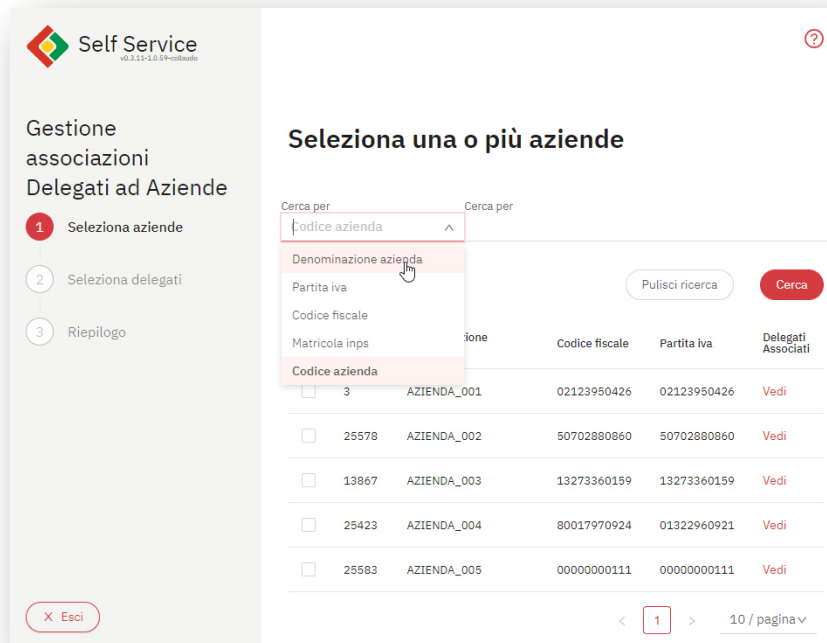 Self Service
v0.3.11-1.0.59-collaudo
Gestione
associazioni
Delegati ad Aziende
1 Seleziona aziende
2 Seleziona delegati
3 Riepilogo
X Esci
?
Seleziona una o più aziende
Cerca per Cerca per
Codice azienda
Denominazione azienda
Partita iva
Codice fiscale
Matricola inps
Codice azienda
Pulisci ricerca Cerca
ione Codice fiscale Partita iva Delegati
Associati
3 AZIENDA_001 02123950426 02123950426 Vedi
25578 AZIENDA_002 50702880860 50702880860 Vedi
13867 AZIENDA_003 13273360159 13273360159 Vedi
25423 AZIENDA_004 80017970924 01322960921 Vedi
25583 AZIENDA_005 00000000111 00000000111 Vedi
< 1 > 10 / pagina